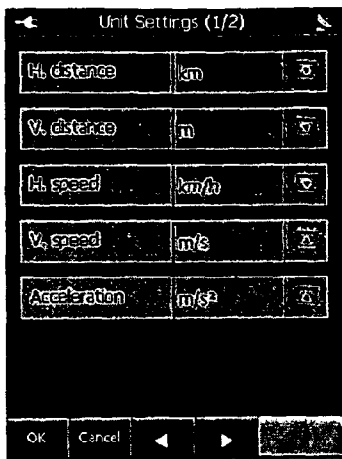 Unit Settings (1/2)
H. distance km
V. distance m
H. speed km/h
V. speed m/s
Acceleration m/s²
OK Cancel